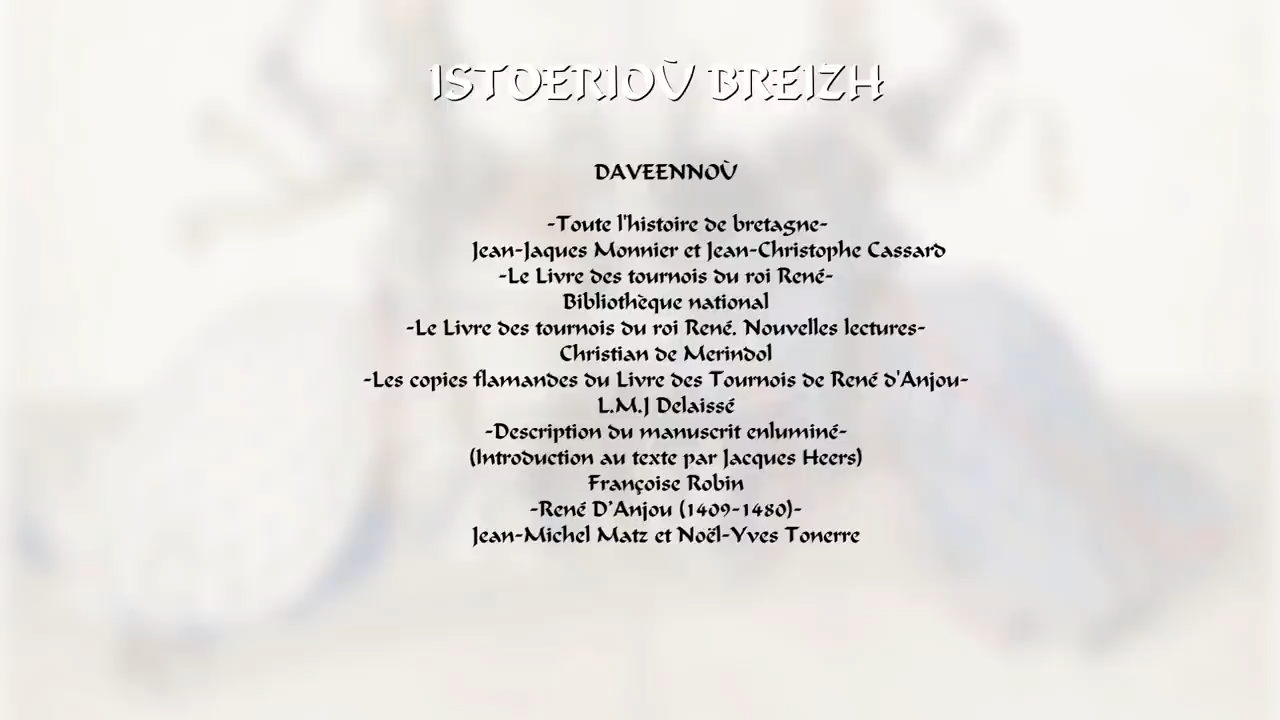 ISTOERIOÙ BREIZH
DAVEENNOÙ
-Toute l'histoire de bretagne-
Jean-Jaques Monnier et Jean-Christophe Cassard
-Le Livre des tournois du roi René-
Bibliothèque national
-Le Livre des tournois du roi René. Nouvelles lectures-
Christian de Merindol
-Les copies flamandes du Livre des Tournois de René d'Anjou-
L.M.J Delaissé
-Description du manuscrit enluminé-
(Introduction au texte par Jacques Heers)
Françoise Robin
-René D’Anjou (1409-1480)-
Jean-Michel Matz et Noël-Yves Tonerre